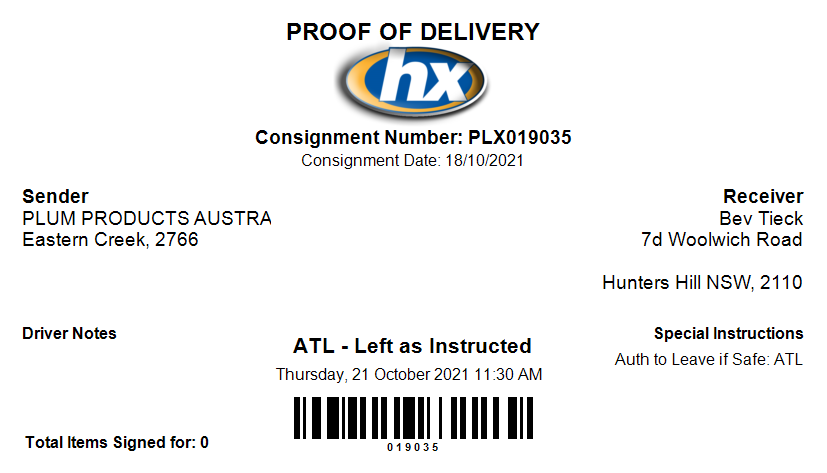 PROOF OF DELIVERY
hx
Consignment Number: PLX019035
Consignment Date: 18/10/2021
Sender
PLUM PRODUCTS AUSTRA
Eastern Creek, 2766
Receiver
Bev Tieck
7d Woolwich Road
Hunters Hill NSW, 2110
Driver Notes
ATL - Left as Instructed
Thursday, 21 October 2021 11:30 AM
Special Instructions
Auth to Leave if Safe: ATL
019035
Total Items Signed for: 0